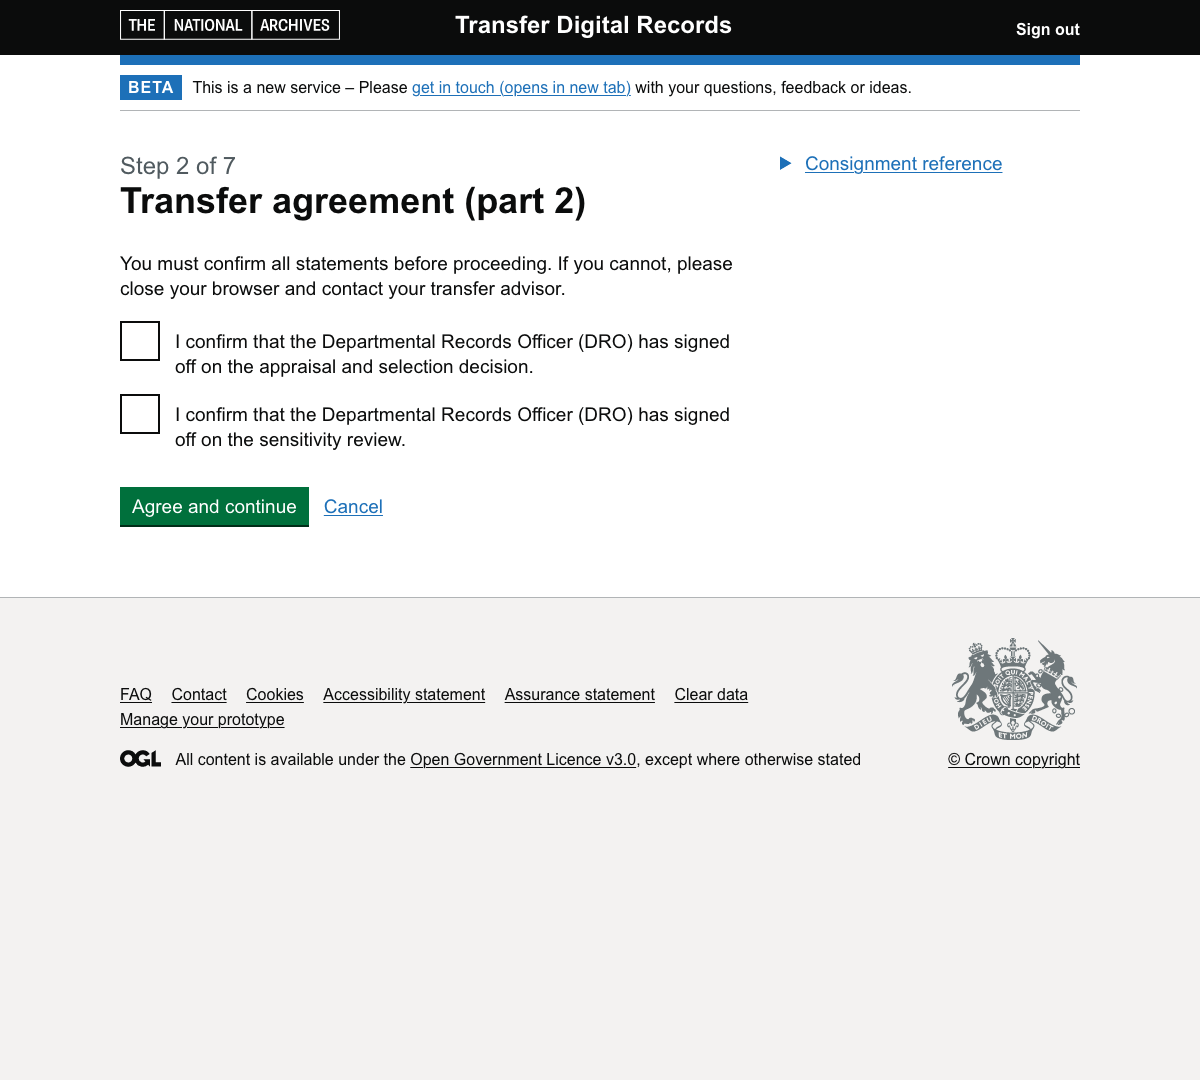 THE NATIONAL ARCHIVES
Transfer Digital Records
Sign out
BETA This is a new service – Please get in touch (opens in new tab) with your questions, feedback or ideas.
Step 2 of 7
Transfer agreement (part 2)
Consignment reference
You must confirm all statements before proceeding. If you cannot, please
close your browser and contact your transfer advisor.
I confirm that the Departmental Records Officer (DRO) has signed
off on the appraisal and selection decision.
I confirm that the Departmental Records Officer (DRO) has signed
off on the sensitivity review.
Agree and continue Cancel
FAQ Contact Cookies Accessibility statement Assurance statement Clear data
Manage your prototype
DIEU ET MON DROIT
OGL All content is available under the Open Government Licence v3.0, except where otherwise stated
© Crown copyright